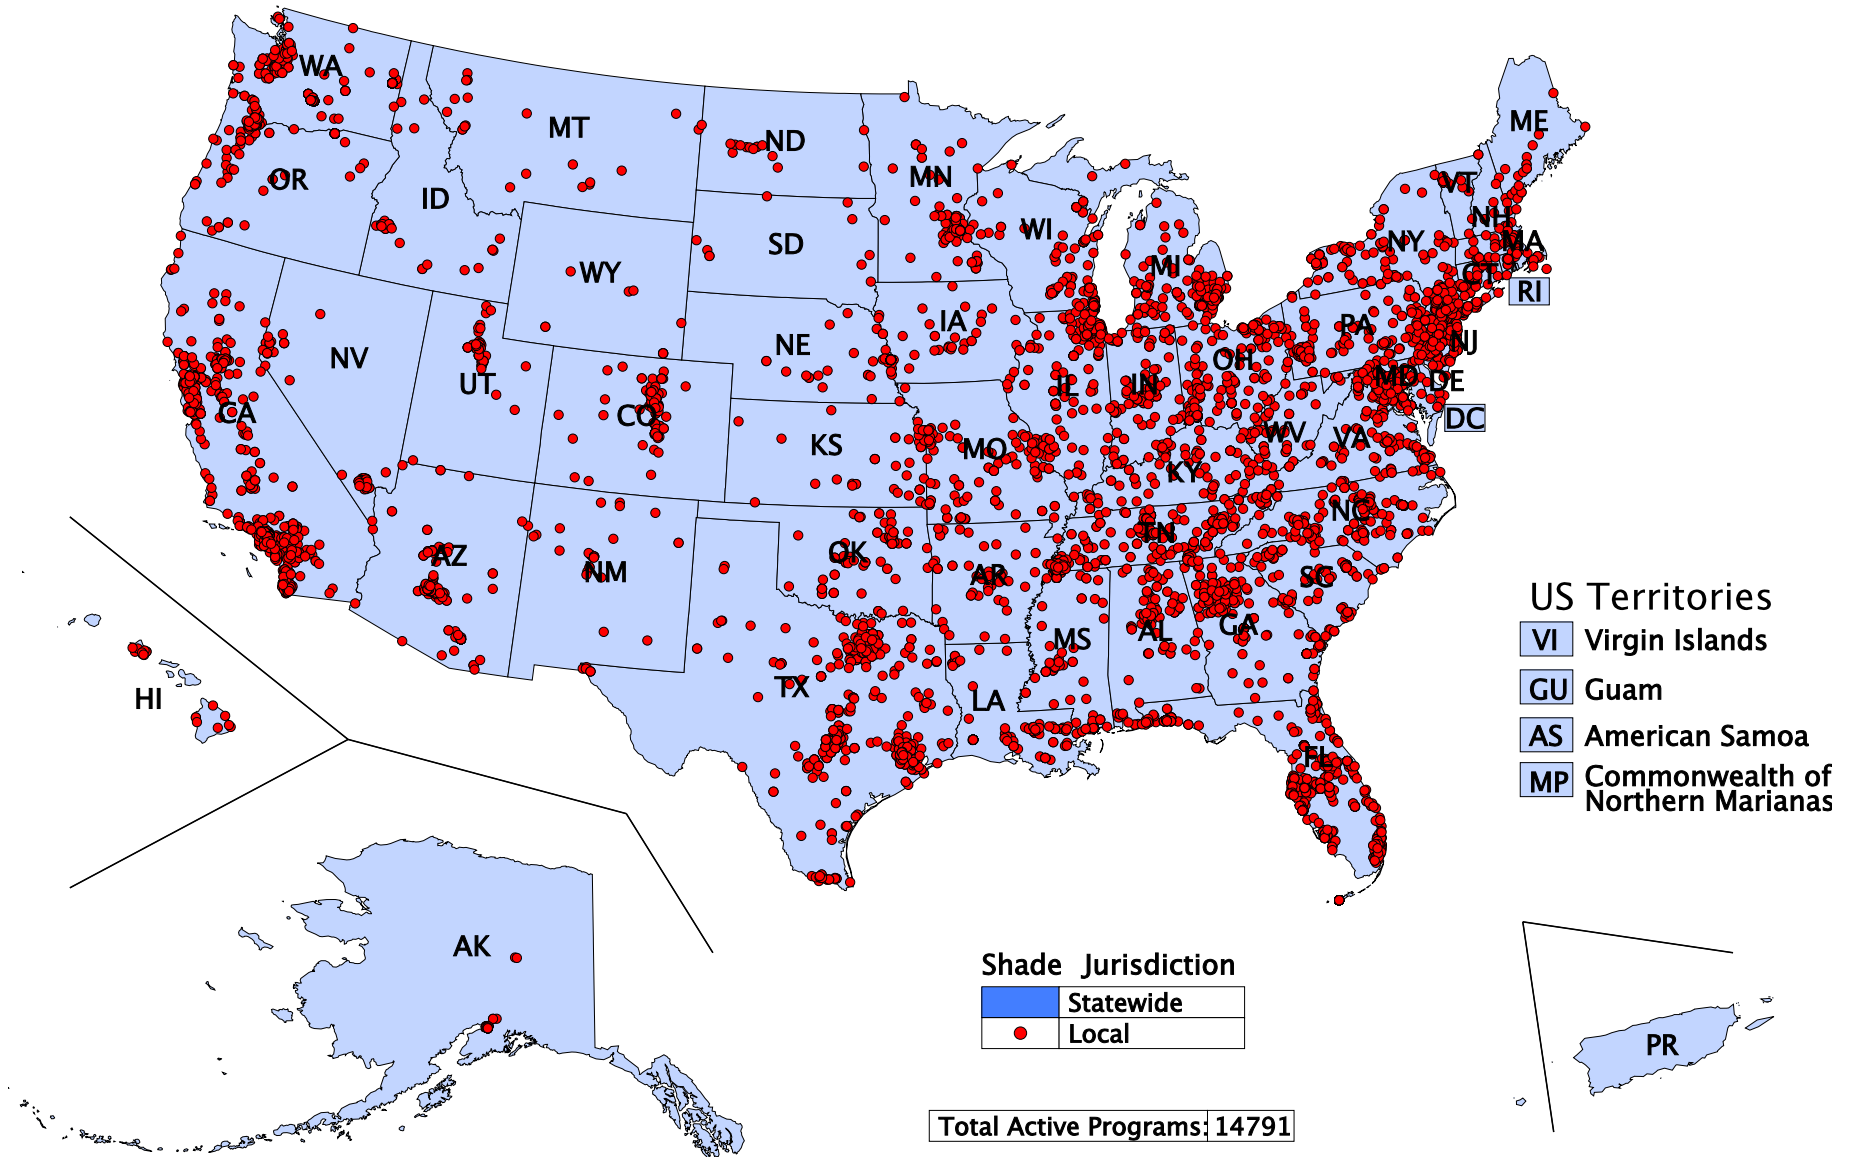 WA
MT
ND
ME
OR
ID
MN
VT
NH
WI
NY
MA
SD
MI
WY
CT
RI
IA
PA
NV
NE
OH
NJ
UT
IL
IN
MD
DE
CA
CO
DC
KS
MO
WV
VA
KY
NC
TN
AZ
NM
OK
AR
SC
US Territories
MS
AL
GA
VI Virgin Islands
HI
TX
LA
GU Guam
AS American Samoa
FL
MP Commonwealth of
Northern Marianas
AK
Shade Jurisdiction
Statewide
Local
PR
Total Active Programs: 14791